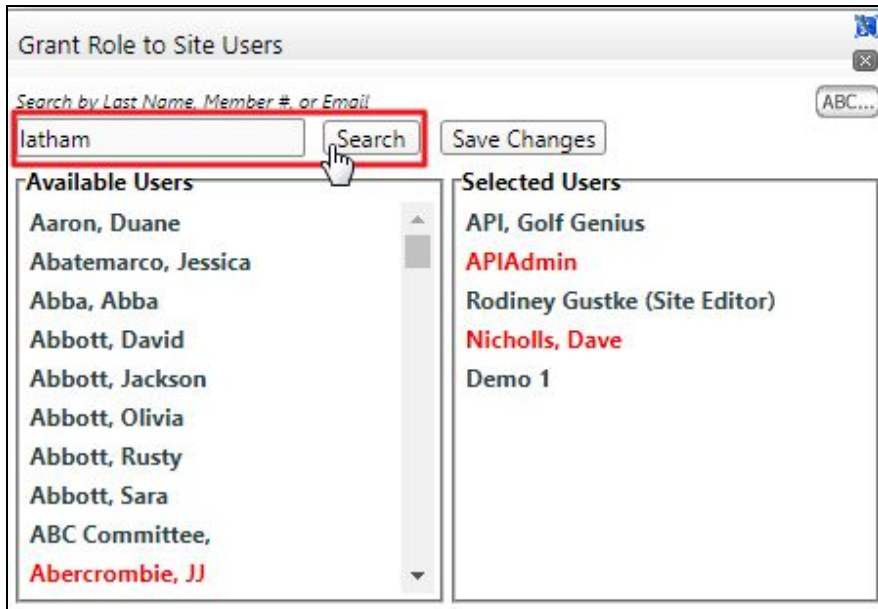 Grant Role to Site Users
Search by Last Name, Member #, or Email
ABC...
latham
Search
Save Changes
Available Users
Aaron, Duane
Abatemarco, Jessica
Abba, Abba
Abbott, David
Abbott, Jackson
Abbott, Olivia
Abbott, Rusty
Abbott, Sara
ABC Committee,
Abercrombie, JJ
Selected Users
API, Golf Genius
APIAdmin
Rodiney Gustke (Site Editor)
Nicholls, Dave
Demo 1